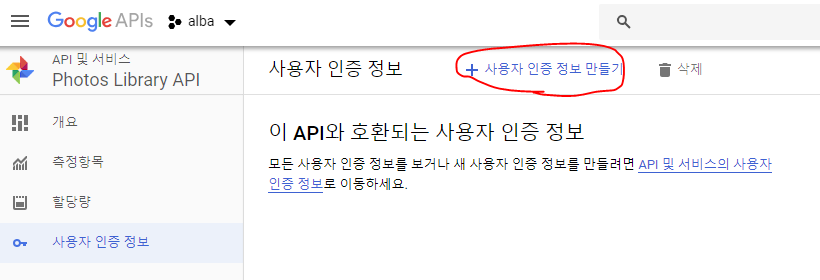 Google APIs alba
API 및 서비스
Photos Library API
사용자 인증 정보
+ 사용자 인증 정보 만들기
삭제
개요
측정항목
할당량
사용자 인증 정보
이 API와 호환되는 사용자 인증 정보
모든 사용자 인증 정보를 보거나 새 사용자 인증 정보를 만들려면 API 및 서비스의 사용자
인증 정보로 이동하세요.